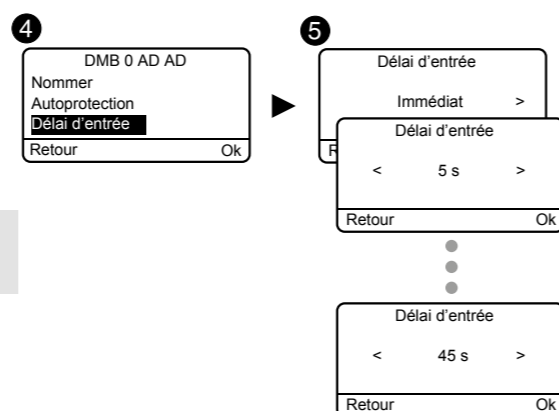 4
DMB 0 AD AD
Nommer
Autoprotection
Délai d'entrée
Retour Ok
5
Délai d'entrée
Immédiat >
R
Délai d'entrée
< 5 s >
Retour Ok
Délai d'entrée
< 45 s >
Retour Ok